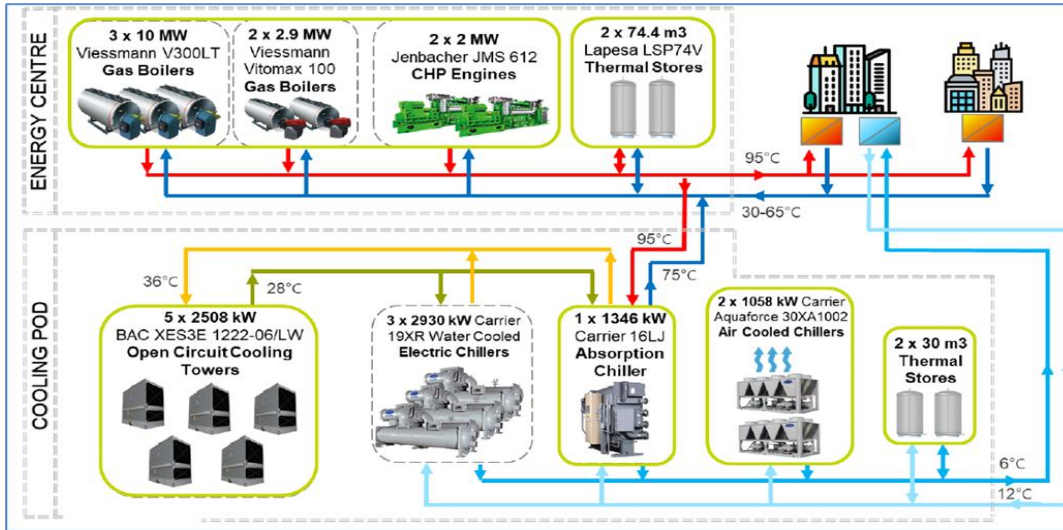 ENERGY CENTRE
3 x 10 MW
Viessmann V300LT
Gas Boilers
2 x 2.9 MW
Viessmann
Vitomax 100
Gas Boilers
2 x 2 MW
Jenbacher JMS 612
CHP Engines
2 x 74.4 m3
Lapesa LSP74V
Thermal Stores
95°C
30-65°C
COOLING POD
95°C
75°C
36°C
28°C
5 x 2508 kW
BAC XES3E 1222-06/LW
Open Circuit Cooling
Towers
3 x 2930 kW Carrier
19XR Water Cooled
Electric Chillers
1 x 1346 kW
Carrier 16LJ
Absorption
Chiller
2 x 1058 kW Carrier
Aquaforce 30XA1002
Air Cooled Chillers
2 x 30 m3
Thermal
Stores
6°C
12°C